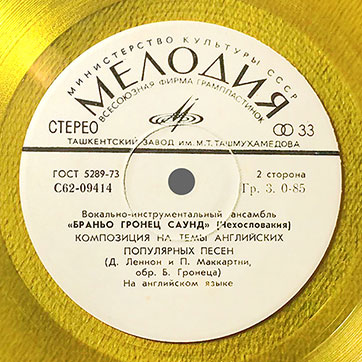 МИНИСТЕРСТВО КУЛЬТУРЫ СССР
МЕЛОДИЯ
ВСЕСОЮЗНАЯ ФИРМА ГРАМПЛАСТИНОК
СТЕРЕО
33
ТАШКЕНТСКИЙ ЗАВОД ИМ. М.Т. ТАШМУХАМЕДОВА
ГОСТ 5289-73
2 сторона
С62-09414
Гр. 3. 0-85
Вокально-инструментальный ансамбль
«БРАНЬО ГРОНЕЦ САУНД» (Чехословакия)
КОМПОЗИЦИЯ НА ТЕМЫ АНГЛИЙСКИХ
ПОПУЛЯРНЫХ ПЕСЕН
(Д. Леннон и П. Маккартни,
обр. Б. Гронеца)
На английском языке